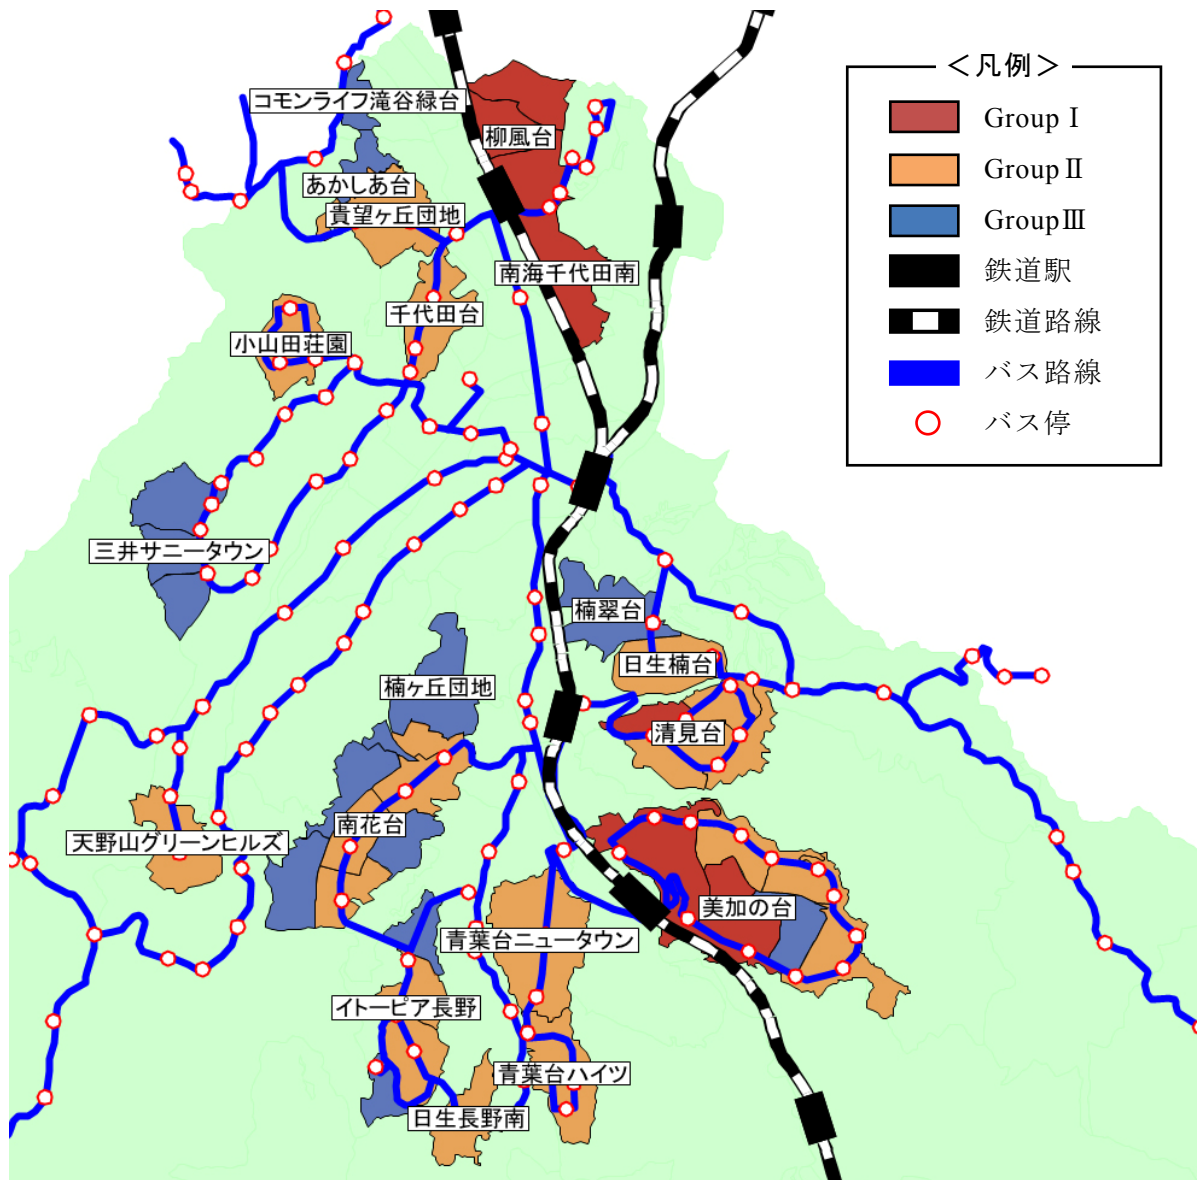 ＜凡例＞
Group Ⅰ
Group Ⅱ
Group Ⅲ
鉄道駅
鉄道路線
バス路線
バス停
コモンライフ滝谷緑台
柳風台
あかしあ台
貴望ヶ丘団地
南海千代田南
千代田台
小山田荘園
三井サニータウン
楠翠台
日生楠台
楠ヶ丘団地
清見台
南花台
天野山グリーンヒルズ
美加の台
青葉台ニュータウン
イトーピア長野
青葉台ハイツ
日生長野南